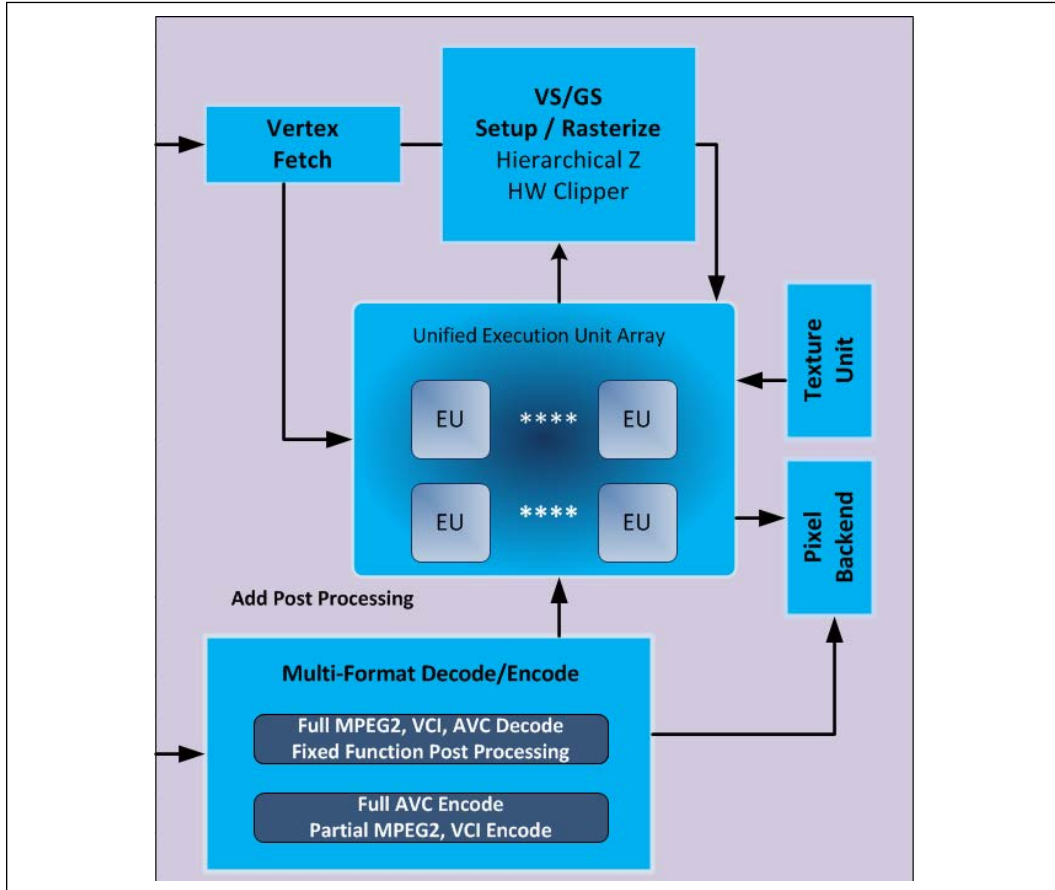 VS/GS
Setup / Rasterize
Hierarchical Z
HW Clipper
Vertex
Fetch
Unified Execution Unit Array
EU
****
EU
EU
****
EU
Texture
Unit
Pixel
Backend
Add Post Processing
Multi-Format Decode/Encode
Full MPEG2, VCI, AVC Decode
Fixed Function Post Processing
Full AVC Encode
Partial MPEG2, VCI Encode